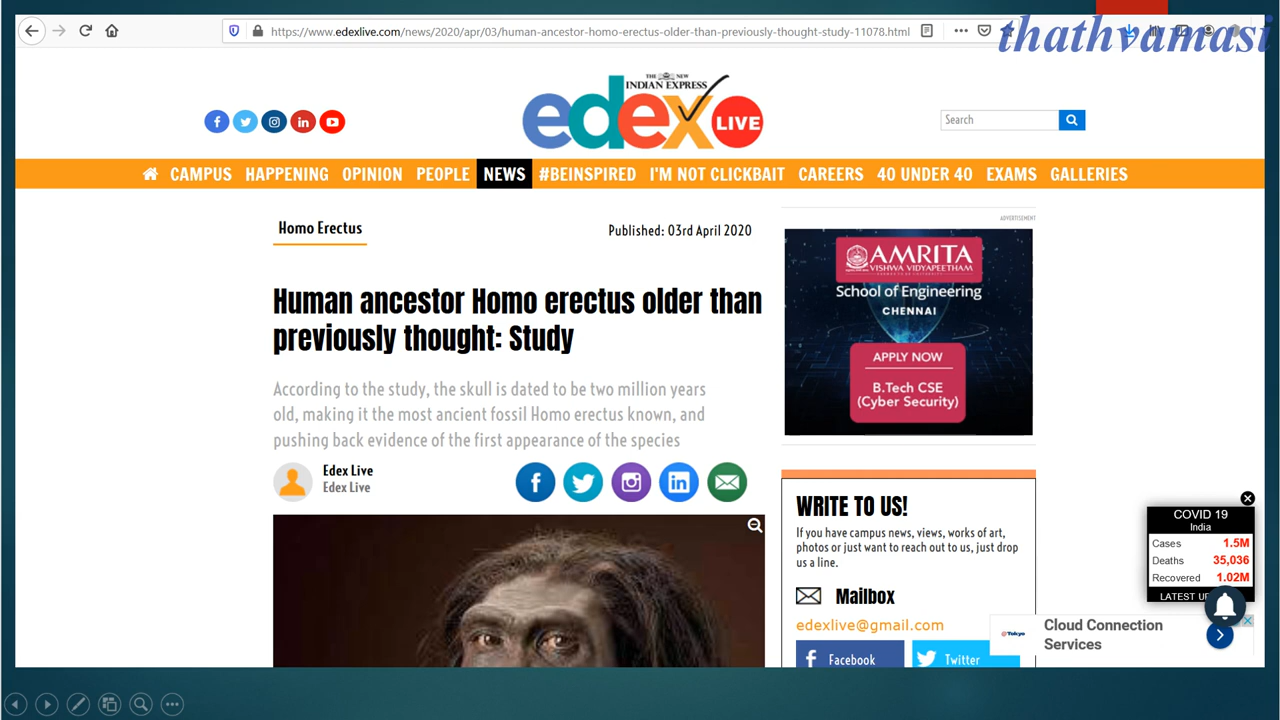 thathvamasi
https://www.edexlive.com/news/2020/apr/03/human-ancestor-homo-erectus-older-than-previously-thought-study-11078.html
THE NEW
INDIAN EXPRESS
edex LIVE
Search
CAMPUS HAPPENING OPINION PEOPLE NEWS #BEINSPIRED I'M NOT CLICKBAIT CAREERS 40 UNDER 40 EXAMS GALLERIES
Homo Erectus
Published: 03rd April 2020
Human ancestor Homo erectus older than
previously thought: Study
According to the study, the skull is dated to be two million years
old, making it the most ancient fossil Homo erectus known, and
pushing back evidence of the first appearance of the species
Edex Live
Edex Live
ADVERTISEMENT
AMRITA
VISHWA VIDYAPEETHAM
School of Engineering
CHENNAI
APPLY NOW
B.Tech CSE
(Cyber Security)
WRITE TO US!
If you have campus news, views, works of art,
photos or just want to reach out to us, just drop
us a line.
Mailbox
edexlive@gmail.com
Facebook
Twitter
COVID 19
India
Cases 1.5M
Deaths 35,036
Recovered 1.02M
LATEST
Tokyo
Cloud Connection
Services